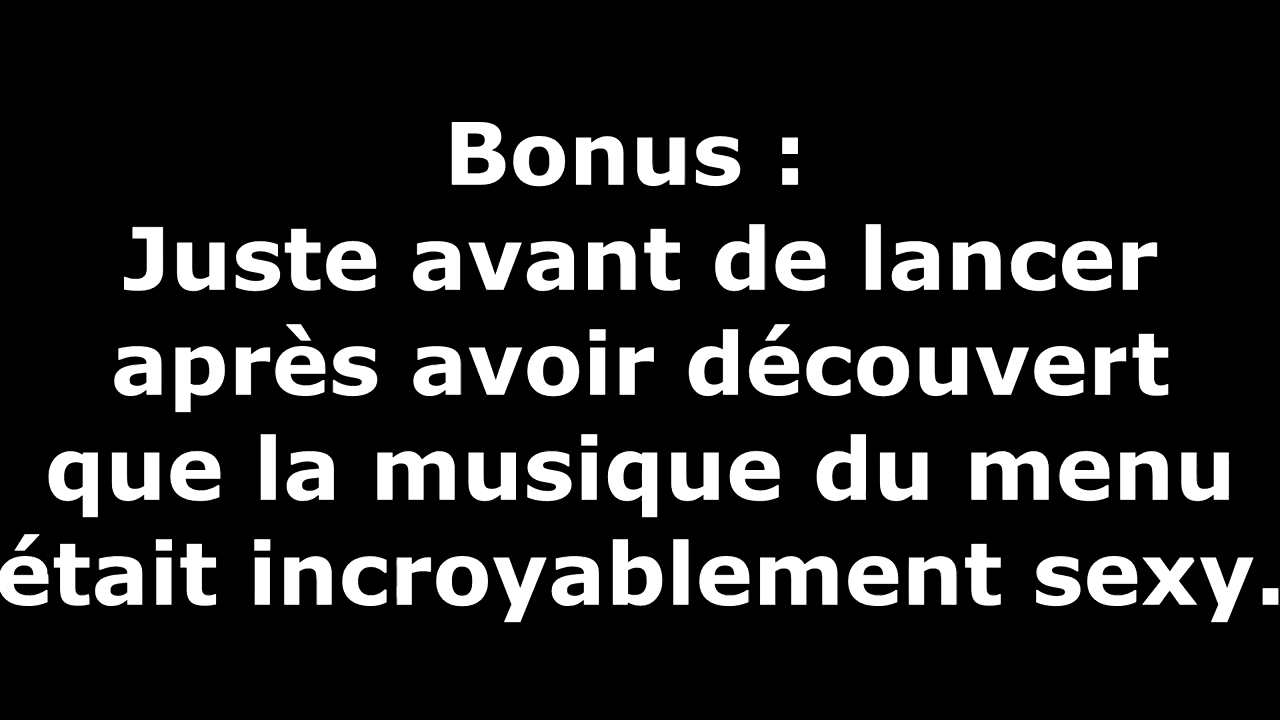 Bonus :
Juste avant de lancer
après avoir découvert
que la musique du menu
était incroyablement sexy.